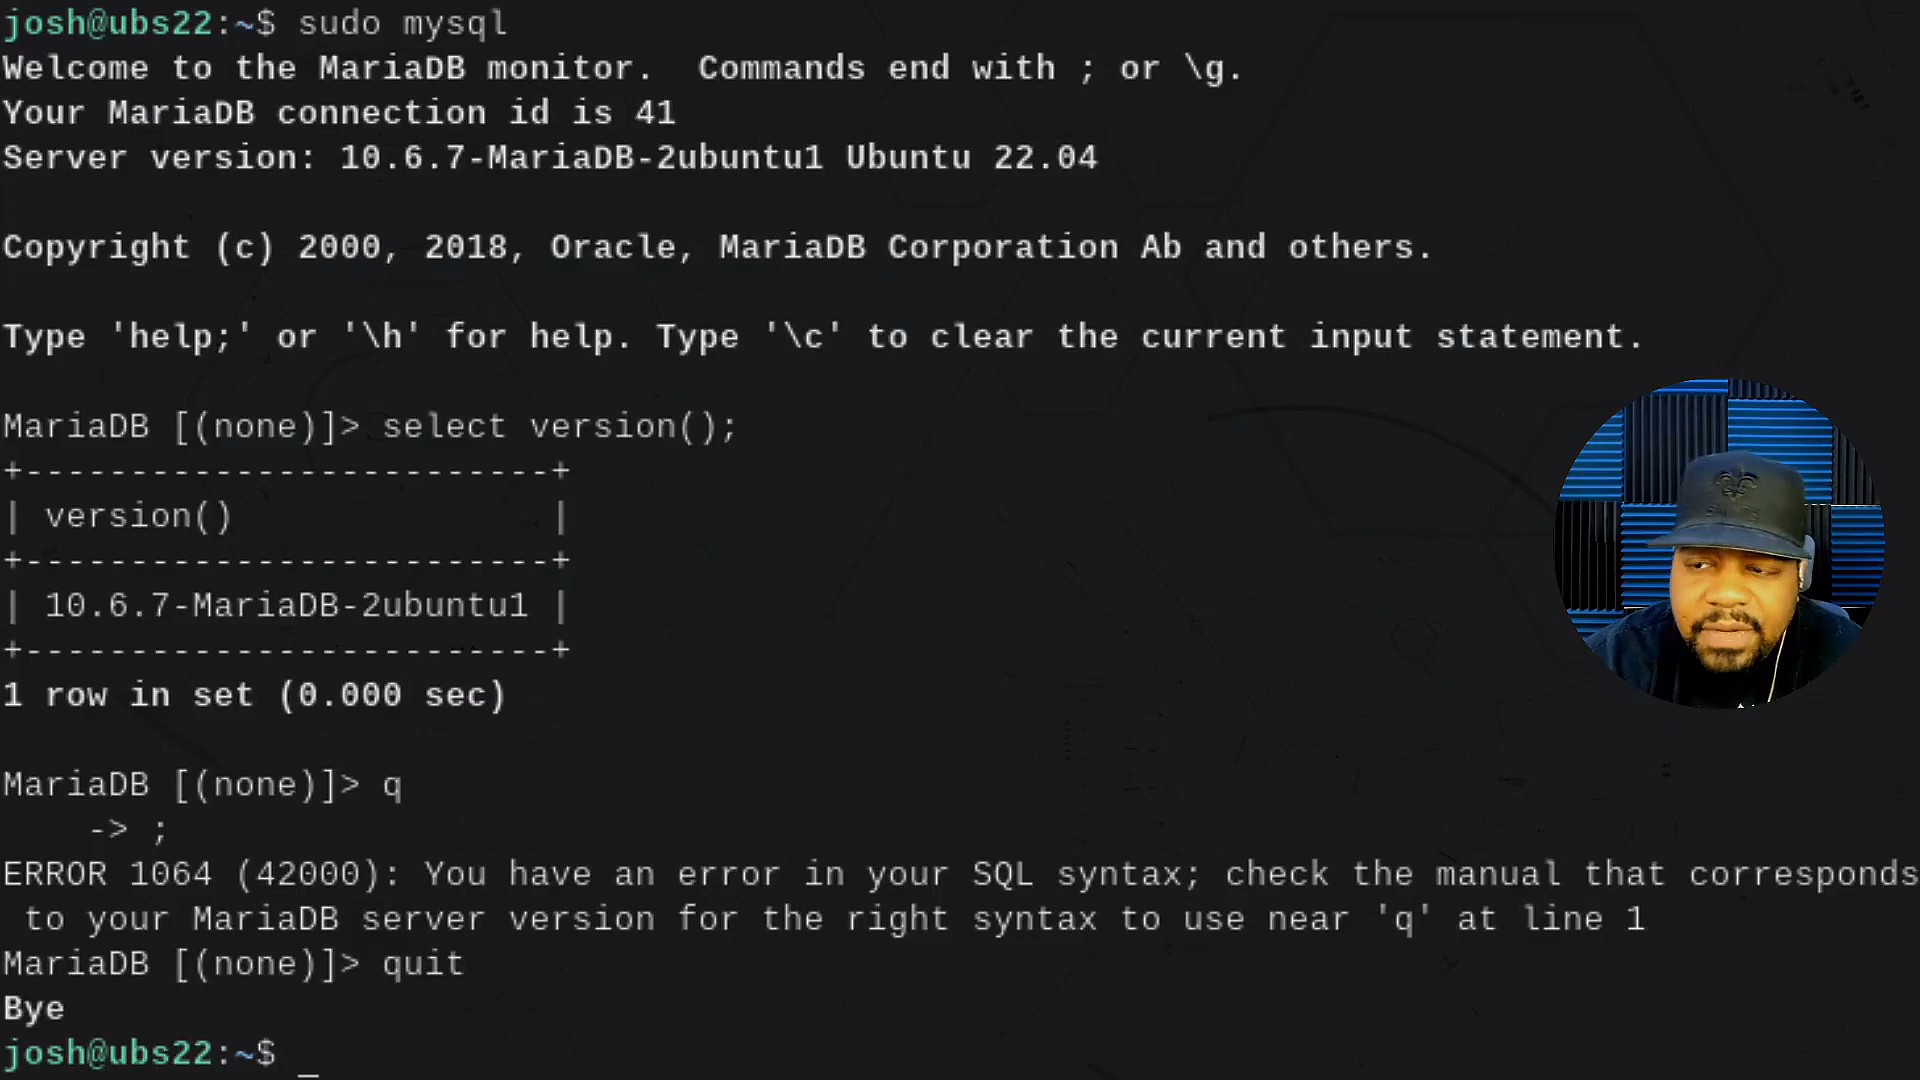 josh@ubs22:~$ sudo mysql
Welcome to the MariaDB monitor.  Commands end with ; or \g.
Your MariaDB connection id is 41
Server version: 10.6.7-MariaDB-2ubuntu1 Ubuntu 22.04
Copyright (c) 2000, 2018, Oracle, MariaDB Corporation Ab and others.
Type 'help;' or '\h' for help. Type '\c' to clear the current input statement.
MariaDB [(none)]> select version();
+-------------------------+
| version()               |
+-------------------------+
| 10.6.7-MariaDB-2ubuntu1 |
+-------------------------+
1 row in set (0.000 sec)
MariaDB [(none)]> q
    -> ;
ERROR 1064 (42000): You have an error in your SQL syntax; check the manual that corresponds
 to your MariaDB server version for the right syntax to use near 'q' at line 1
MariaDB [(none)]> quit
Bye
josh@ubs22:~$ _